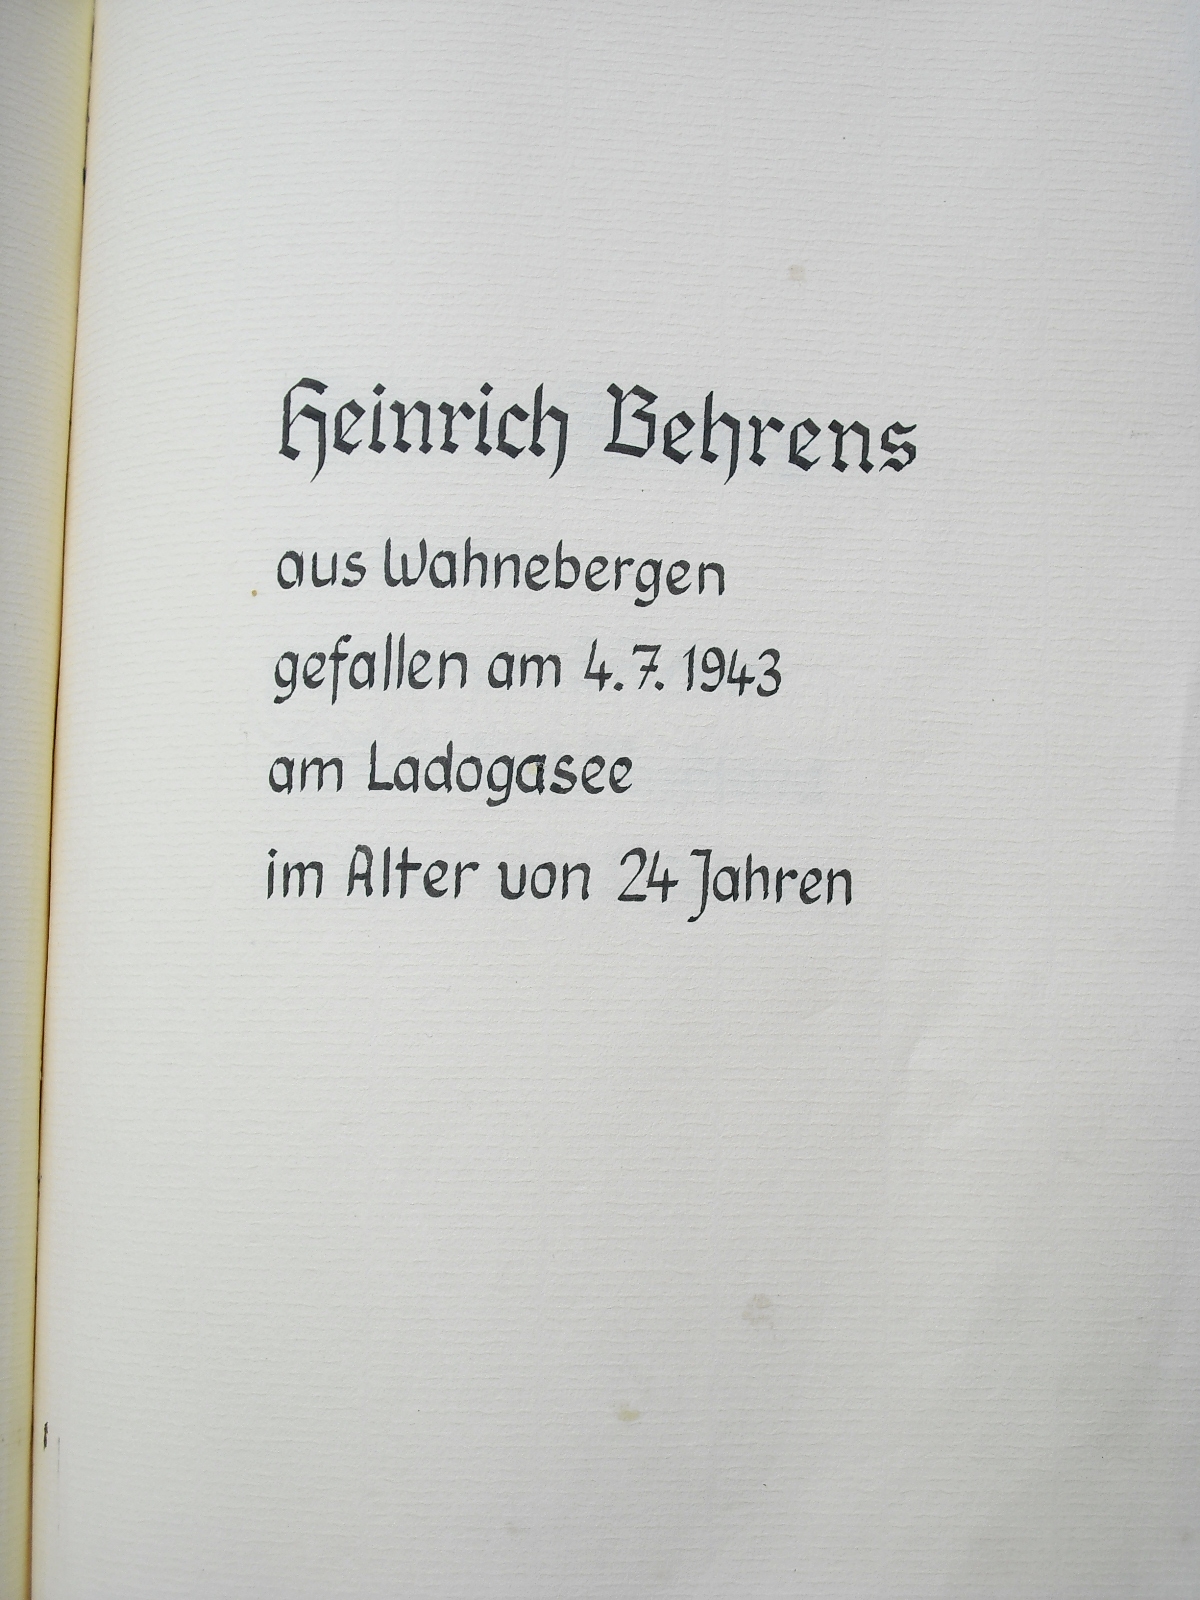 Heinrich Behrens
aus Wahnebergen
gefallen am 4.7.1943
am Ladogasee
im Alter von 24 Jahren